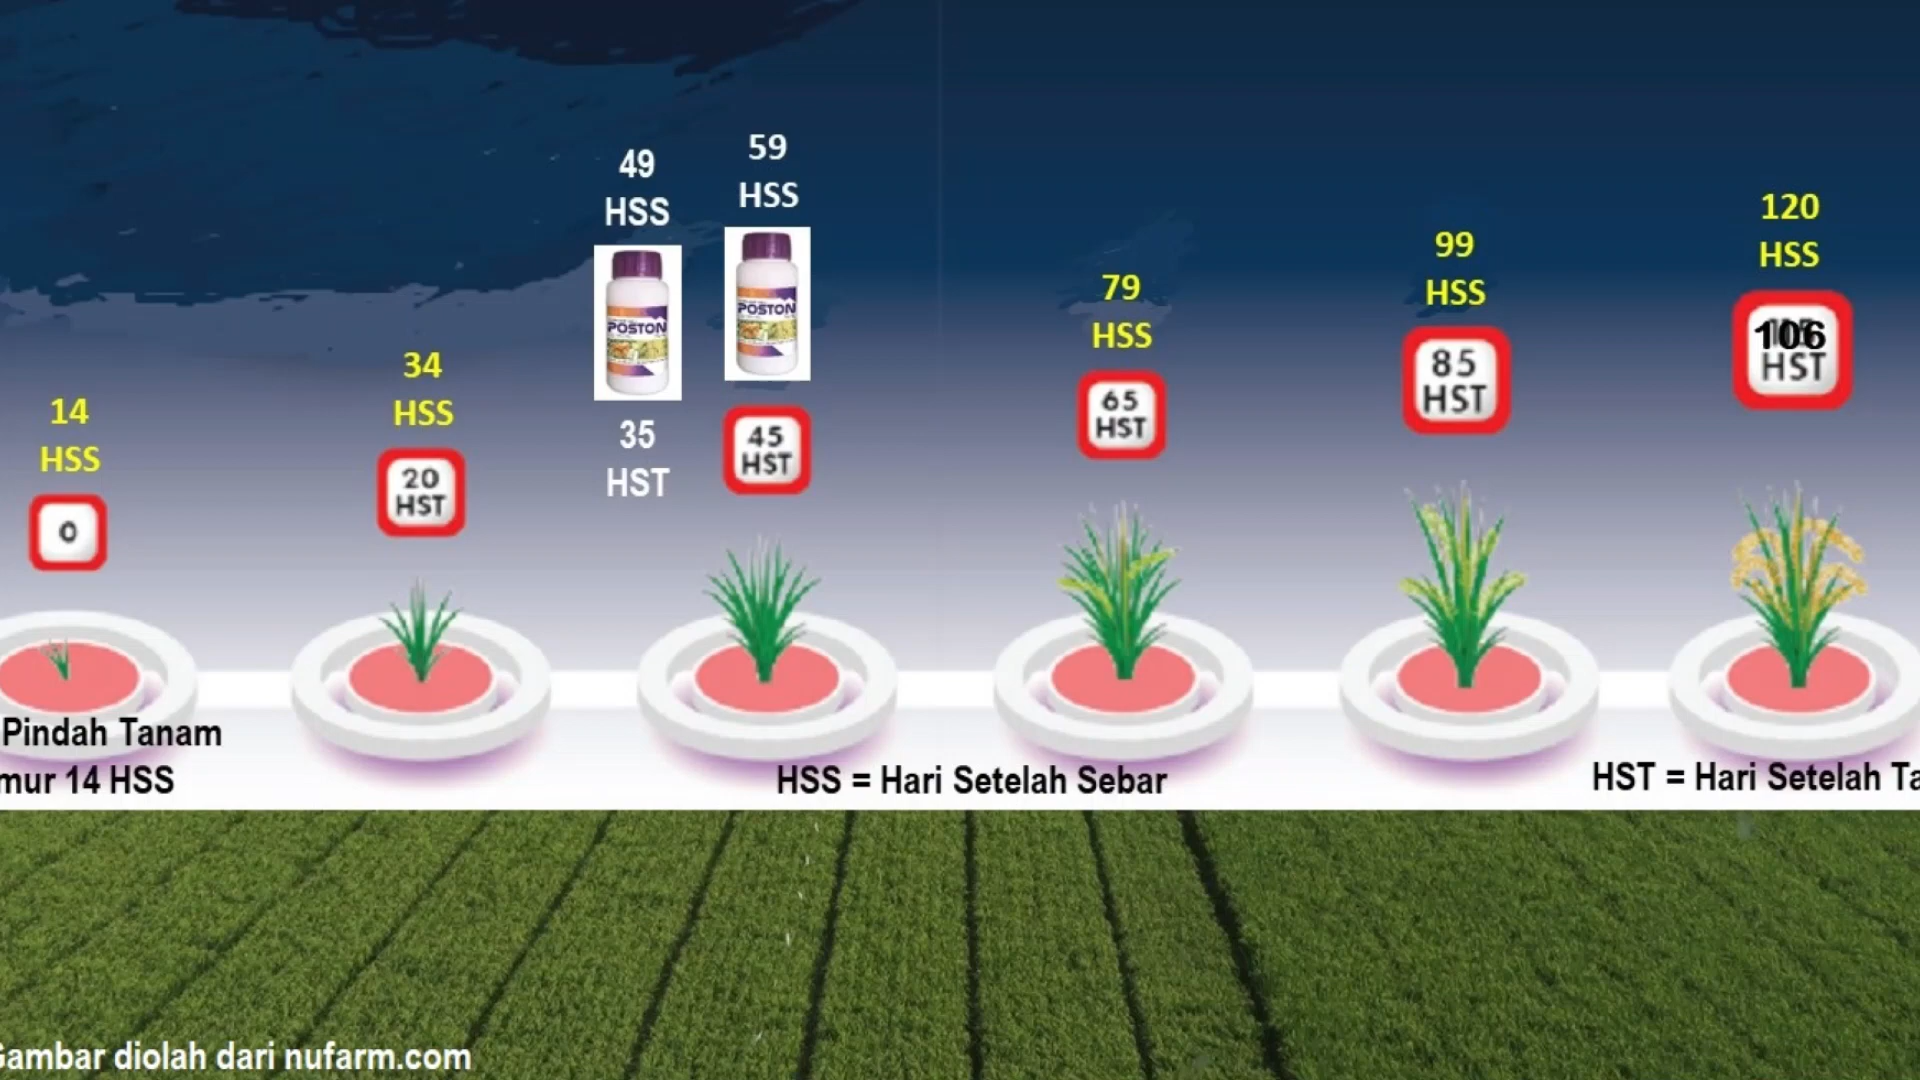 14
HSS
0
34
HSS
20
HST
49
HSS
POSTON
35
HST
59
HSS
POSTON
45
HST
79
HSS
65
HST
99
HSS
85
HST
120
HSS
106
HST
Pindah Tanam
mur 14 HSS
HSS = Hari Setelah Sebar
HST = Hari Setelah Ta
Gambar diolah dari nufarm.com